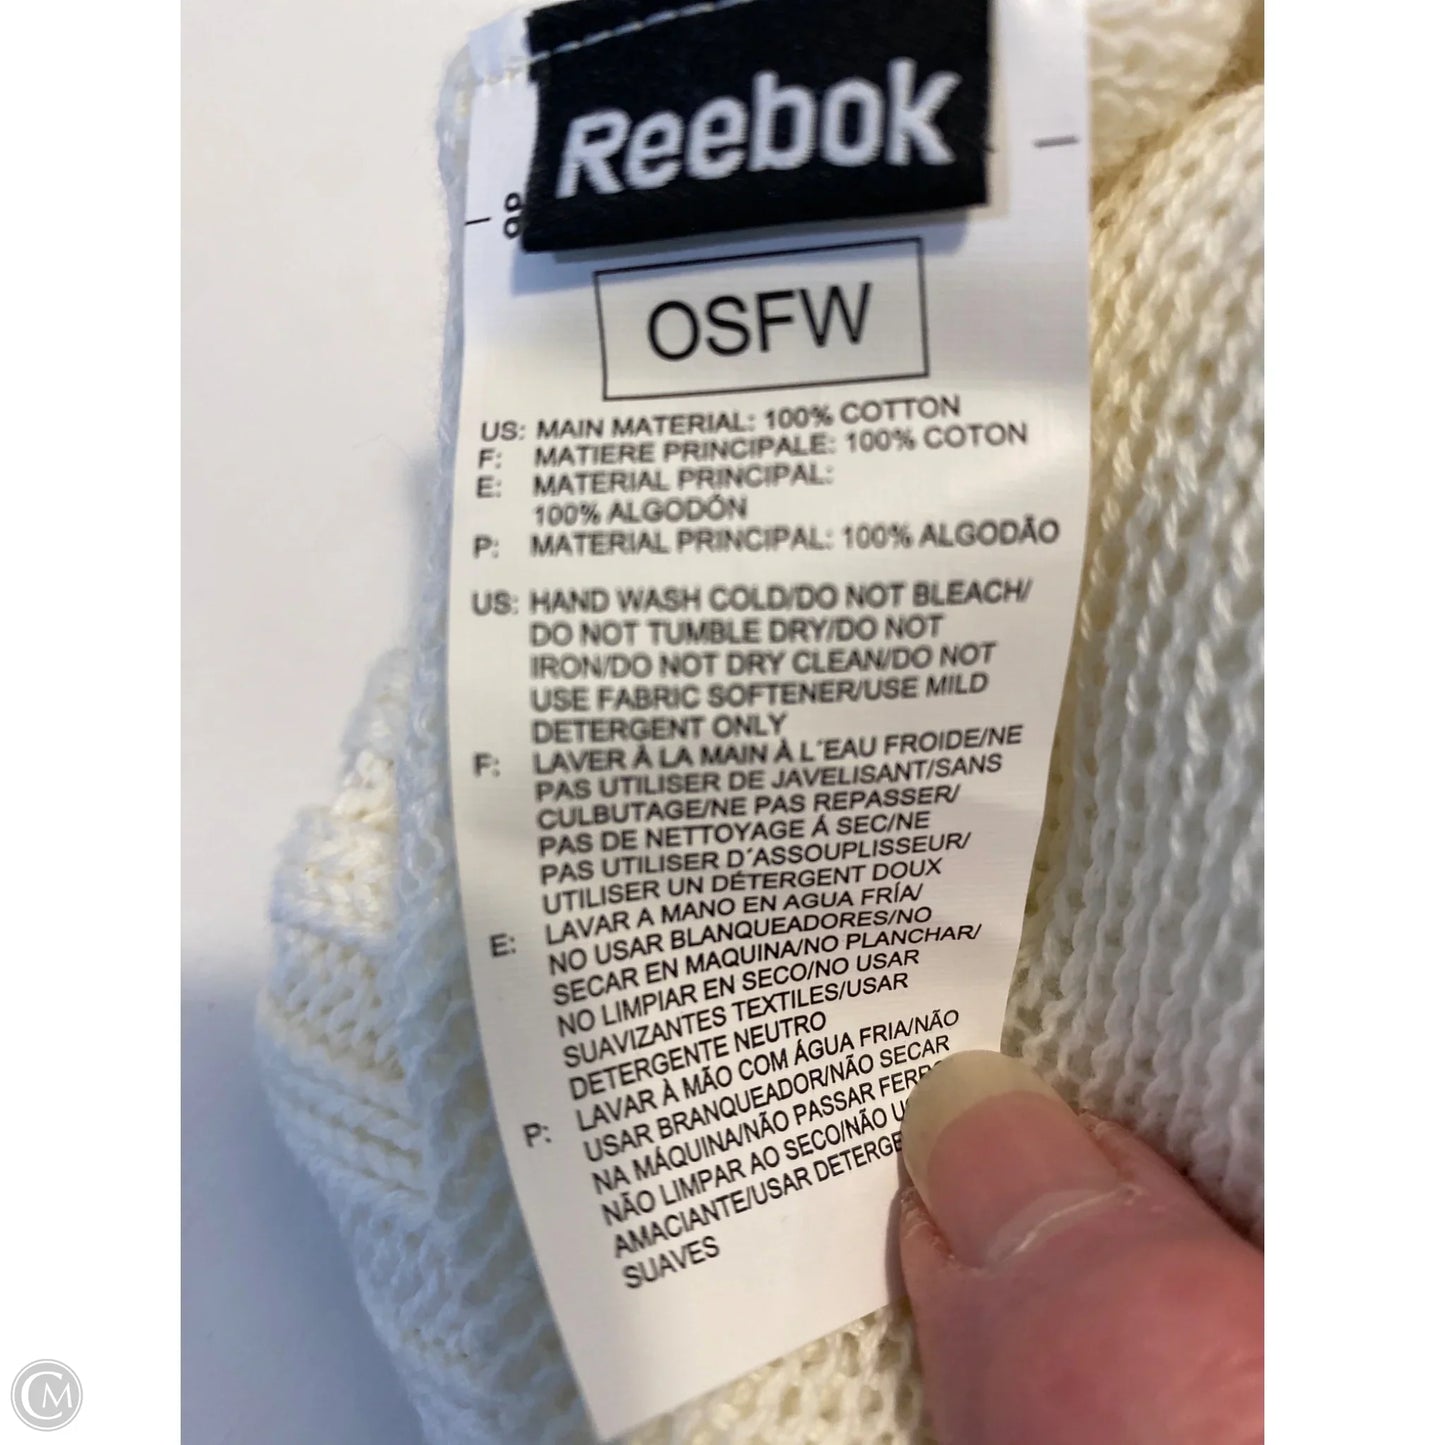 Reebok
OSFW
US: MAIN MATERIAL: 100% COTTON
F: MATIERE PRINCIPALE: 100% COTON
E: MATERIAL PRINCIPAL:
100% ALGODÓN
P: MATERIAL PRINCIPAL: 100% ALGODÃO
US: HAND WASH COLD/DO NOT BLEACH/
DO NOT TUMBLE DRY/DO NOT
IRON/DO NOT DRY CLEAN/DO NOT
USE FABRIC SOFTENER/USE MILD
DETERGENT ONLY
F: LAVER À LA MAIN À L´EAU FROIDE/NE
PAS UTILISER DE JAVELISANT/SANS
CULBUTAGE/NE PAS REPASSER/
PAS DE NETTOYAGE Á SEC/NE
PAS UTILISER D´ASSOUPLISSEUR/
UTILISER UN DÉTERGENT DOUX
E: LAVAR A MANO EN AGUA FRÍA/
NO USAR BLANQUEADORES/NO
SECAR EN MAQUINA/NO PLANCHAR/
NO LIMPIAR EN SECO/NO USAR
SUAVIZANTES TEXTILES/USAR
DETERGENTE NEUTRO
P: LAVAR À MÃO COM ÁGUA FRIA/NÃO
USAR BRANQUEADOR/NÃO SECAR
NA MÁQUINA/NÃO PASSAR
NÃO LIMPAR AO SECO/NÃO
AMACIANTE/USAR
SUAVES
CM